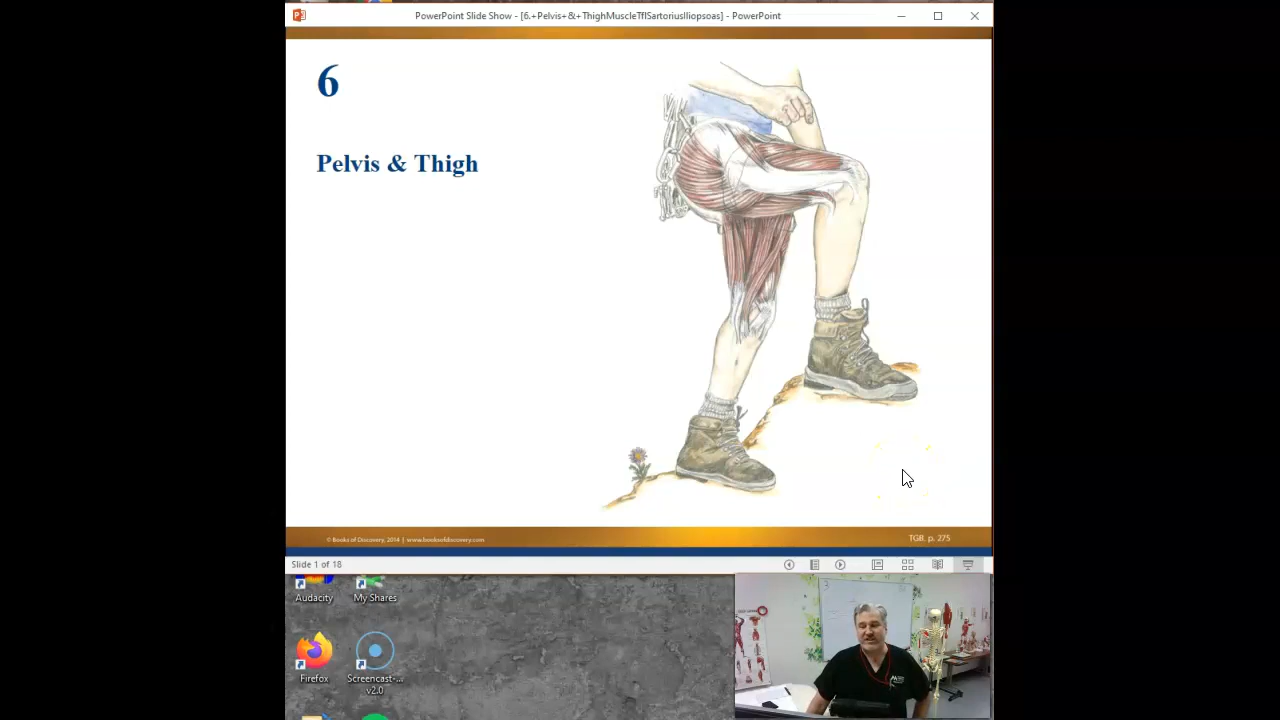 PowerPoint Slide Show - [6.+Pelvis+&+ThighMuscleTflSartoriusIliopsoas] - PowerPoint
6
Pelvis & Thigh
© Books of Discovery, 2014 | www.booksofdiscovery.com
TGB. p. 275
Slide 1 of 18
Audacity
My Shares
Firefox
Screencast-...
v2.0